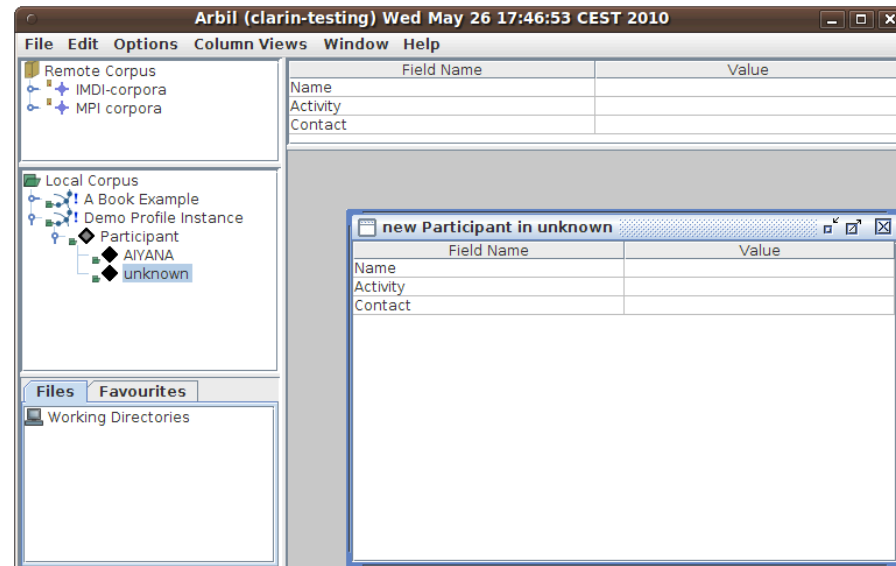 Arbil (clarin-testing) Wed May 26 17:46:53 CEST 2010
File Edit Options Column Views Window Help
Remote Corpus
IMDI-corpora
MPI corpora
Field Name Value
Name
Activity
Contact
Local Corpus
A Book Example
Demo Profile Instance
Participant
AIYANA
unknown
new Participant in unknown
Field Name Value
Name
Activity
Contact
Files Favourites
Working Directories